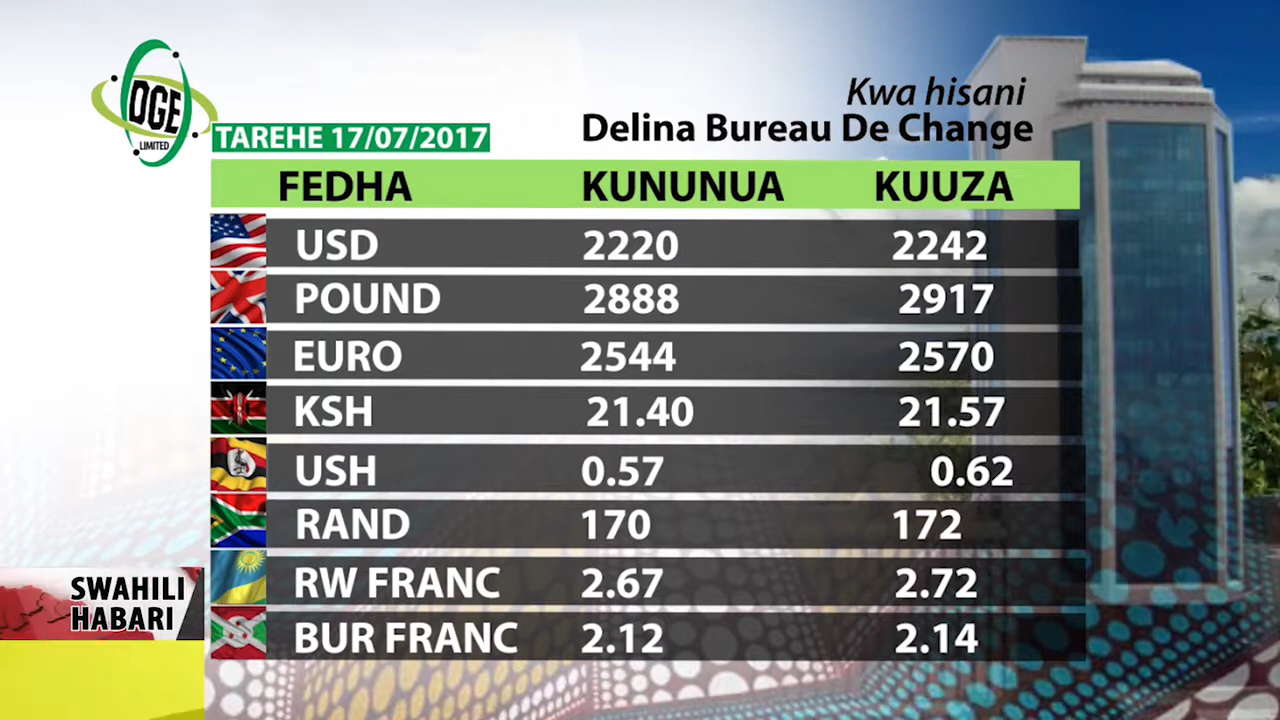 DGE
LIMITED
TAREHE 17/07/2017
Kwa hisani
Delina Bureau De Change
FEDHA KUNUNUA KUUZA
USD 2220 2242
POUND 2888 2917
EURO 2544 2570
KSH 21.40 21.57
USH 0.57 0.62
RAND 170 172
RW FRANC 2.67 2.72
BUR FRANC 2.12 2.14
SWAHILI
HABARI